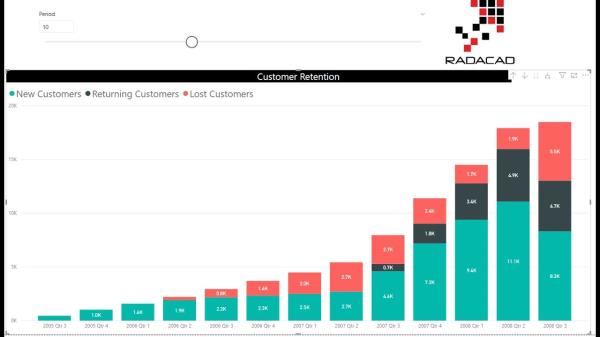 Period
10
RADACAD
Customer Retention
New Customers Returning Customers Lost Customers
20K
15K
10K
5K
0K
1.0K
1.6K
1.9K
2.2K
0.8K
2.3K
1.4K
2.5K
2.0K
2.7K
2.7K
4.6K
0.7K
2.7K
7.2K
1.8K
2.4K
9.4K
3.4K
1.7K
11.1K
4.9K
1.9K
8.3K
4.7K
5.5K
2005 Qtr 3 2005 Qtr 4 2006 Qtr 1 2006 Qtr 2 2006 Qtr 3 2006 Qtr 4 2007 Qtr 1 2007 Qtr 2 2007 Qtr 3 2007 Qtr 4 2008 Qtr 1 2008 Qtr 2 2008 Qtr 3